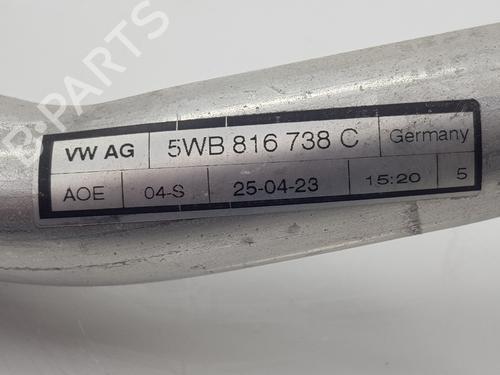 B-PARTS
VW AG 5WB 816 738 C Germany
AOE 04-S 25-04-23 15:20 5